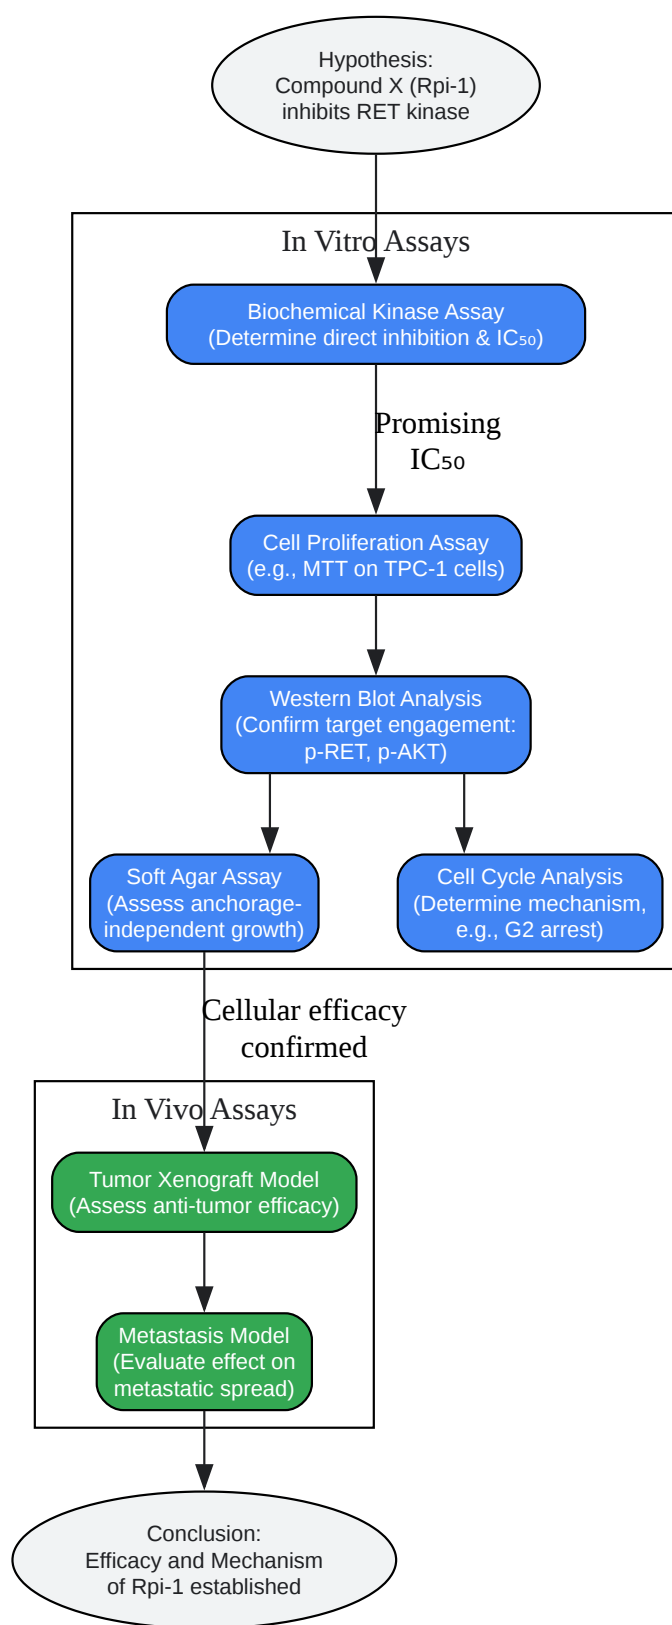 Hypothesis:
Compound X (Rpi-1)
inhibits RET kinase
In Vitro Assays
Biochemical Kinase Assay
(Determine direct inhibition & IC₅₀)
Promising
IC₅₀
Cell Proliferation Assay
(e.g., MTT on TPC-1 cells)
Western Blot Analysis
(Confirm target engagement:
p-RET, p-AKT)
Soft Agar Assay
(Assess anchorage-
independent growth)
Cell Cycle Analysis
(Determine mechanism,
e.g., G2 arrest)
Cellular efficacy
confirmed
In Vivo Assays
Tumor Xenograft Model
(Assess anti-tumor efficacy)
Metastasis Model
(Evaluate effect on
metastatic spread)
Conclusion:
Efficacy and Mechanism
of Rpi-1 established